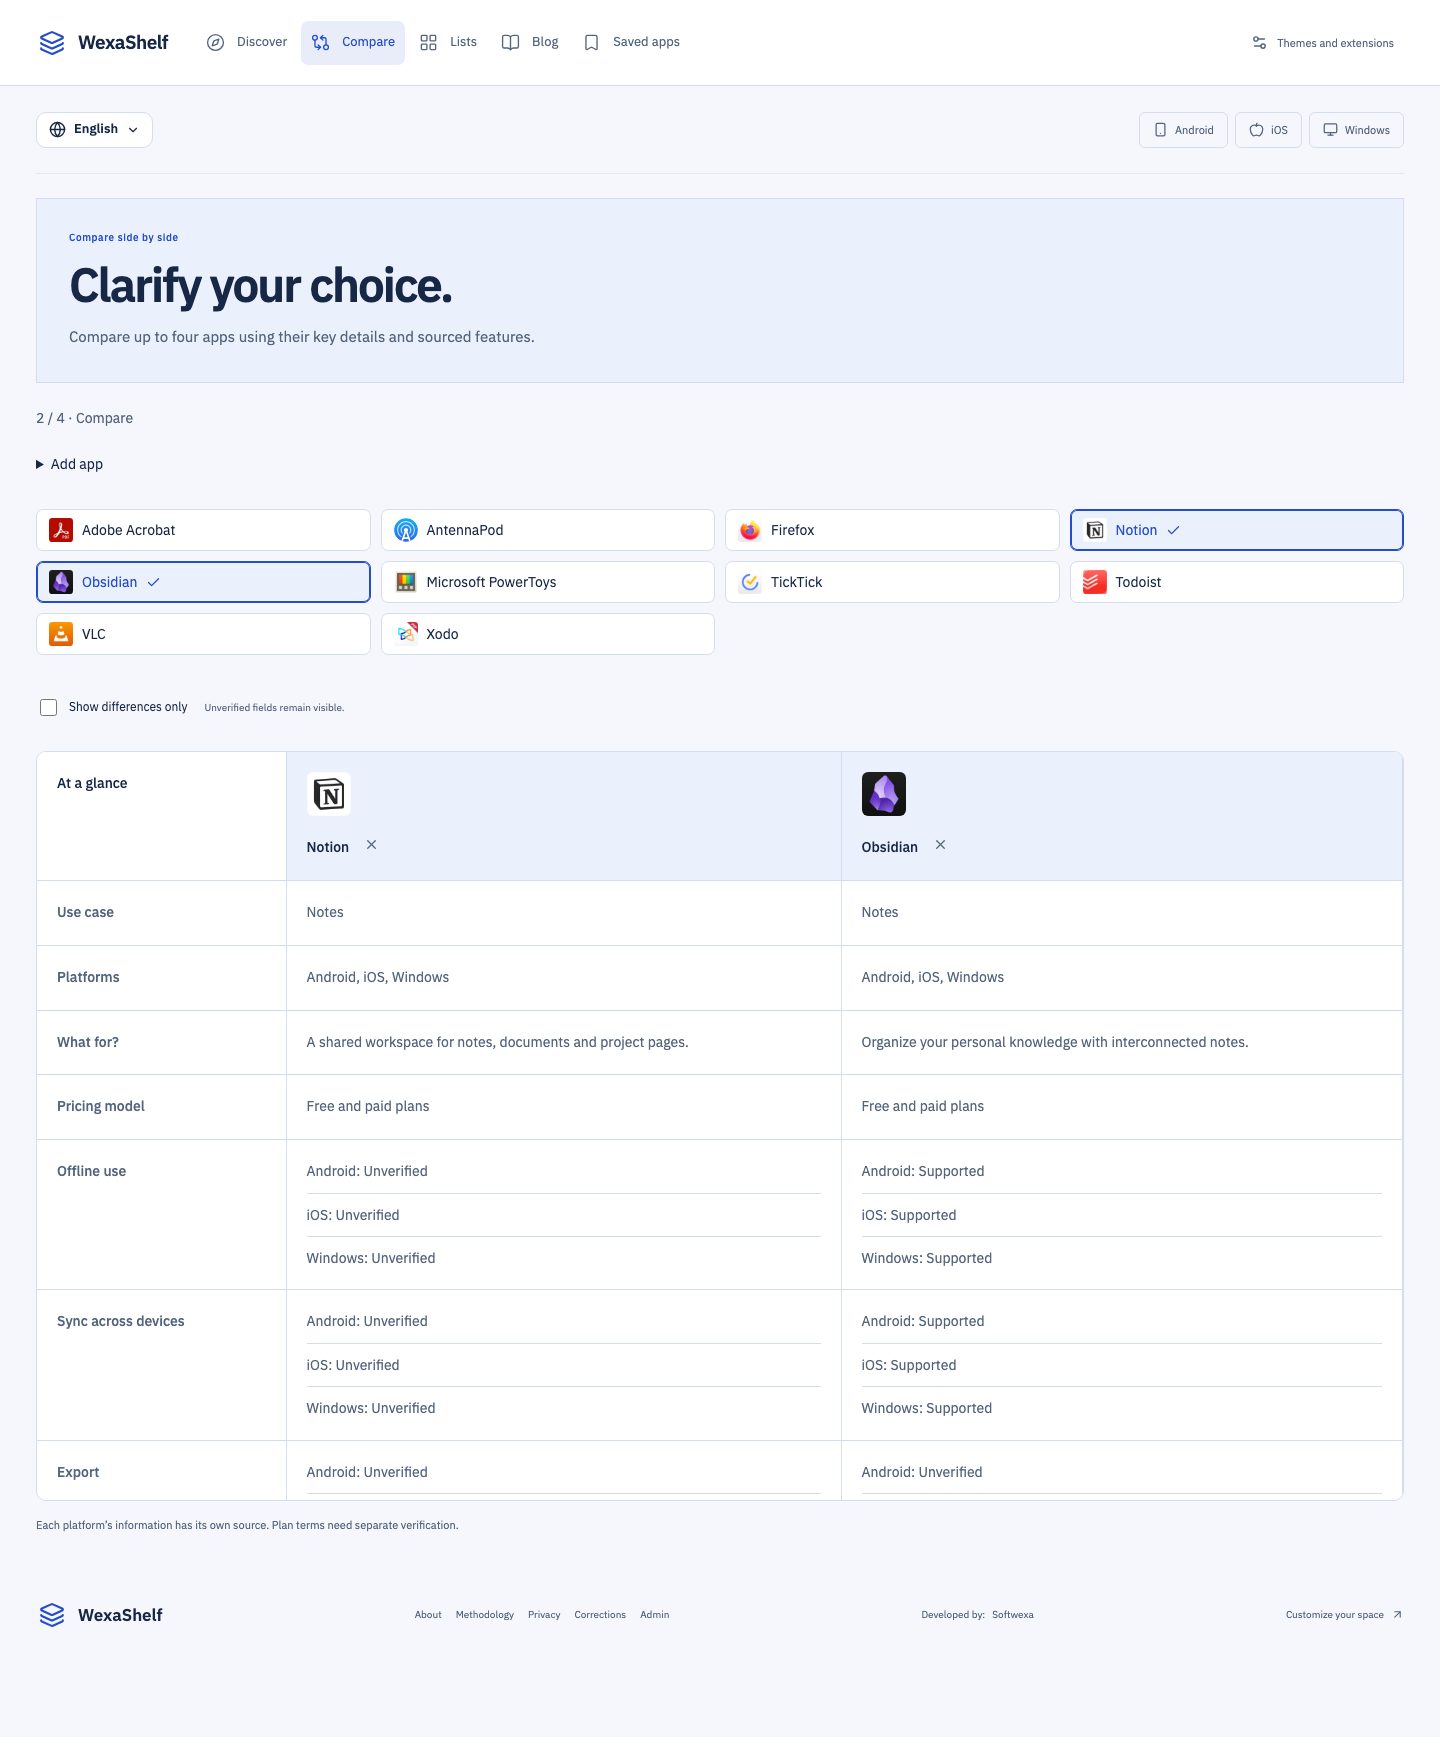 WexaShelf
Discover
Compare
Lists
Blog
Saved apps
Themes and extensions
English
Android
iOS
Windows
Compare side by side
Clarify your choice.
Compare up to four apps using their key details and sourced features.
2 / 4 · Compare
Add app
Adobe Acrobat
AntennaPod
Firefox
Notion
Obsidian
Microsoft PowerToys
TickTick
Todoist
VLC
Xodo
Show differences only
Unverified fields remain visible.
At a glance
Notion
Obsidian
Use case
Notes
Notes
Platforms
Android, iOS, Windows
Android, iOS, Windows
What for?
A shared workspace for notes, documents and project pages.
Organize your personal knowledge with interconnected notes.
Pricing model
Free and paid plans
Free and paid plans
Offline use
Android: Unverified
iOS: Unverified
Windows: Unverified
Android: Supported
iOS: Supported
Windows: Supported
Sync across devices
Android: Unverified
iOS: Unverified
Windows: Unverified
Android: Supported
iOS: Supported
Windows: Supported
Export
Android: Unverified
Android: Unverified
Each platform's information has its own source. Plan terms need separate verification.
WexaShelf
About
Methodology
Privacy
Corrections
Admin
Developed by: Softwexa
Customize your space